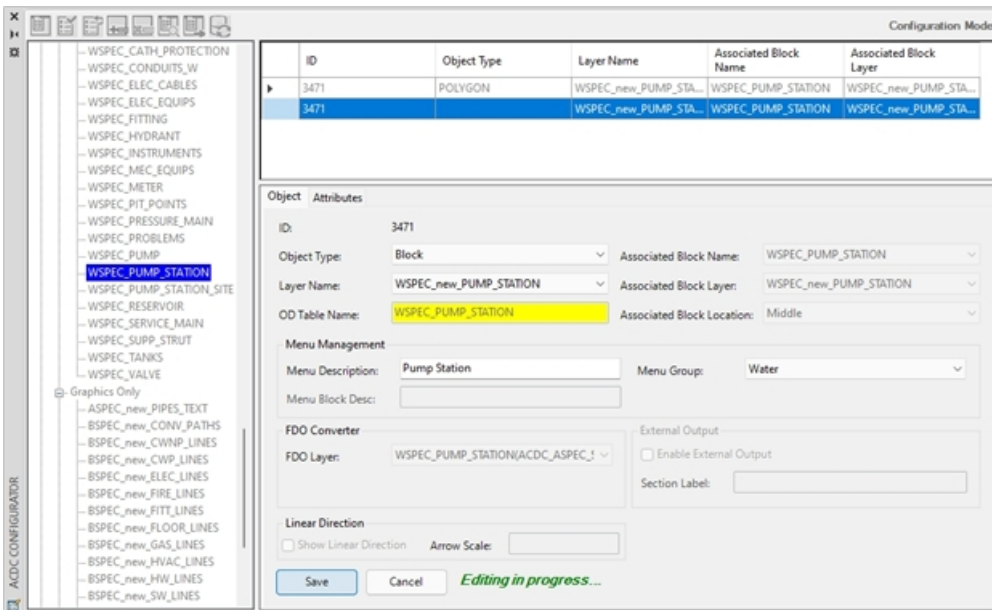 Configuration Mode
WSPEC_CATH_PROTECTION
WSPEC_CONDUITS_W
WSPEC_ELEC_CABLES
WSPEC_ELEC_EQUIPS
WSPEC_FITTING
WSPEC_HYDRANT
WSPEC_INSTRUMENTS
WSPEC_MEC_EQUIPS
WSPEC_METER
WSPEC_PIT_POINTS
WSPEC_PRESSURE_MAIN
WSPEC_PROBLEMS
WSPEC_PUMP
WSPEC_PUMP_STATION
WSPEC_PUMP_STATION_SITE
WSPEC_RESERVOIR
WSPEC_SERVICE_MAIN
WSPEC_SUPP_STRUT
WSPEC_TANKS
WSPEC_VALVE
Graphics Only
ASPEC_new_PIPES_TEXT
BSPEC_new_CONV_PATHS
BSPEC_new_CWNP_LINES
BSPEC_new_CWP_LINES
BSPEC_new_ELEC_LINES
BSPEC_new_FIRE_LINES
BSPEC_new_FITT_LINES
BSPEC_new_FLOOR_LINES
BSPEC_new_GAS_LINES
BSPEC_new_HVAC_LINES
BSPEC_new_HW_LINES
BSPEC_new_SW_LINES
ACDC CONFIGURATOR
ID Object Type Layer Name Associated Block Name Associated Block Layer
3471 POLYGON WSPEC_new_PUMP_STA... WSPEC_PUMP_STATION WSPEC_new_PUMP_STA...
3471 WSPEC_new_PUMP_STA... WSPEC_PUMP_STATION WSPEC_new_PUMP_STA...
Object Attributes
ID: 3471
Object Type: Block Associated Block Name: WSPEC_PUMP_STATION
Layer Name: WSPEC_new_PUMP_STATION Associated Block Layer: WSPEC_new_PUMP_STATION
OD Table Name: WSPEC_PUMP_STATION Associated Block Location: Middle
Menu Management
Menu Description: Pump Station Menu Group: Water
Menu Block Desc:
FDO Converter External Output
FDO Layer: WSPEC_PUMP_STATION(ACDC_ASPEC_ Enable External Output
Section Label:
Linear Direction
Show Linear Direction Arrow Scale:
Save Cancel Editing in progress...